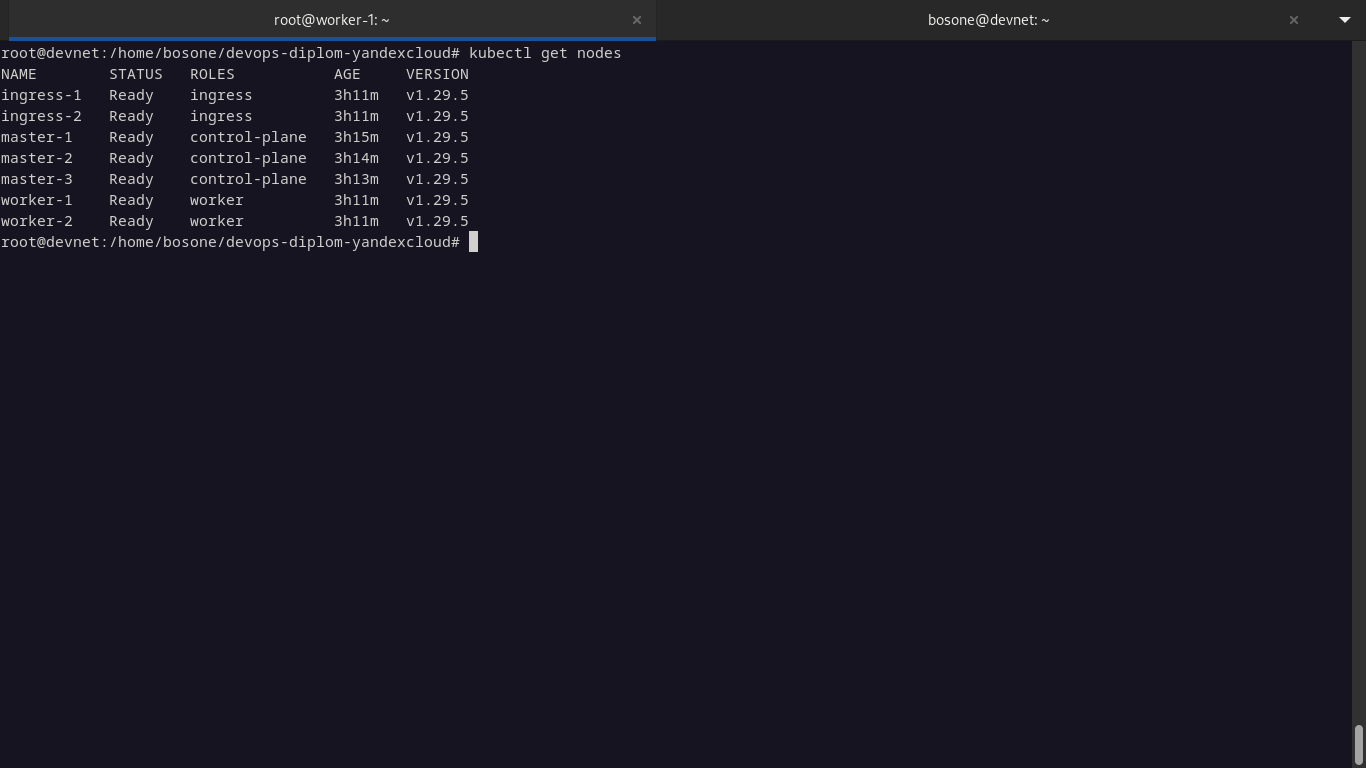 root@worker-1: ~ × bosone@devnet: ~ ×
root@devnet:/home/bosone/devops-diplom-yandexcloud# kubectl get nodes
NAME        STATUS   ROLES           AGE     VERSION
ingress-1   Ready    ingress         3h11m   v1.29.5
ingress-2   Ready    ingress         3h11m   v1.29.5
master-1    Ready    control-plane   3h15m   v1.29.5
master-2    Ready    control-plane   3h14m   v1.29.5
master-3    Ready    control-plane   3h13m   v1.29.5
worker-1    Ready    worker          3h11m   v1.29.5
worker-2    Ready    worker          3h11m   v1.29.5
root@devnet:/home/bosone/devops-diplom-yandexcloud#